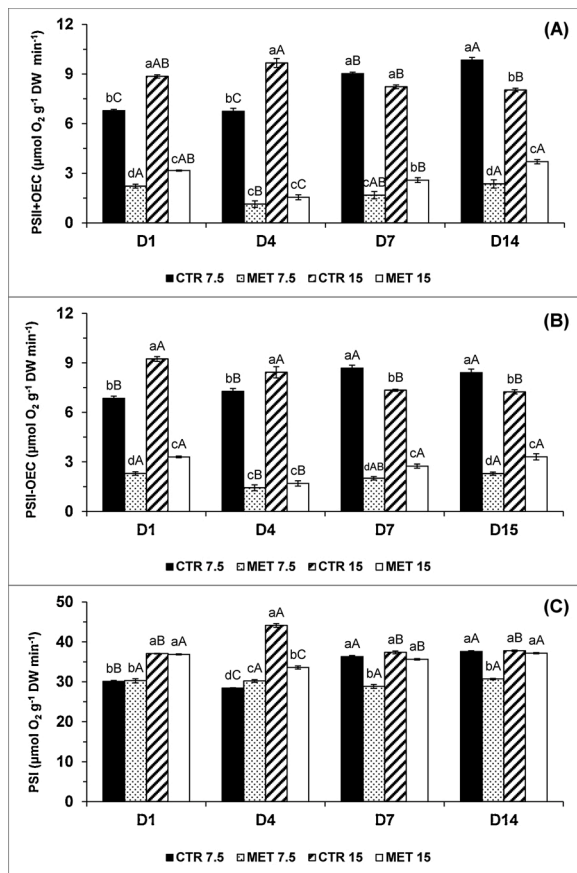 (A)
PSII+OEC (µmol O₂ g⁻¹ DW min⁻¹)
12
9
6
3
0
bC
dA
aAB
cAB
bC
cB
aA
cC
aB
cAB
aB
bB
aA
dA
bB
cA
D1 D4 D7 D14
CTR 7.5 MET 7.5 CTR 15 MET 15
(B)
PSII-OEC (µmol O₂ g⁻¹ DW min⁻¹)
12
9
6
3
0
bB
dA
aA
cA
bB
cB
aA
cB
aA
dAB
bB
cA
aA
dA
bB
cA
D1 D4 D7 D15
CTR 7.5 MET 7.5 CTR 15 MET 15
(C)
PSI (µmol O₂ g⁻¹ DW min⁻¹)
50
40
30
20
10
0
bB
bA
aB
aA
dC
cA
aA
bC
aA
bA
aB
aB
aA
bA
aB
aA
D1 D4 D7 D14
CTR 7.5 MET 7.5 CTR 15 MET 15